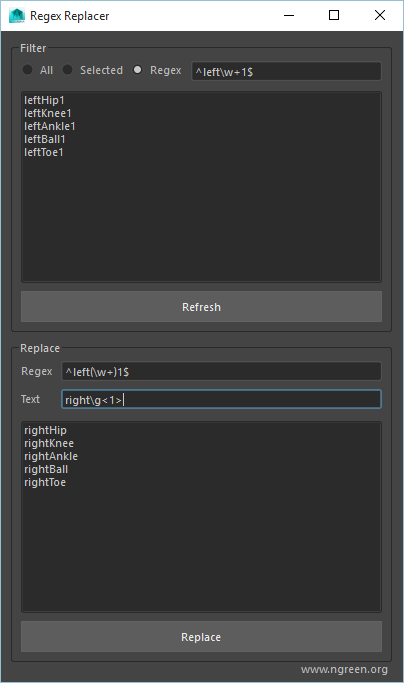 Regex Replacer
Filter
All Selected Regex ^left\w+1$
leftHip1
leftKnee1
leftAnkle1
leftBall1
leftToe1
Refresh
Replace
Regex ^left(\w+)1$
Text right\g<1>
rightHip
rightKnee
rightAnkle
rightBall
rightToe
Replace
www.ngreen.org